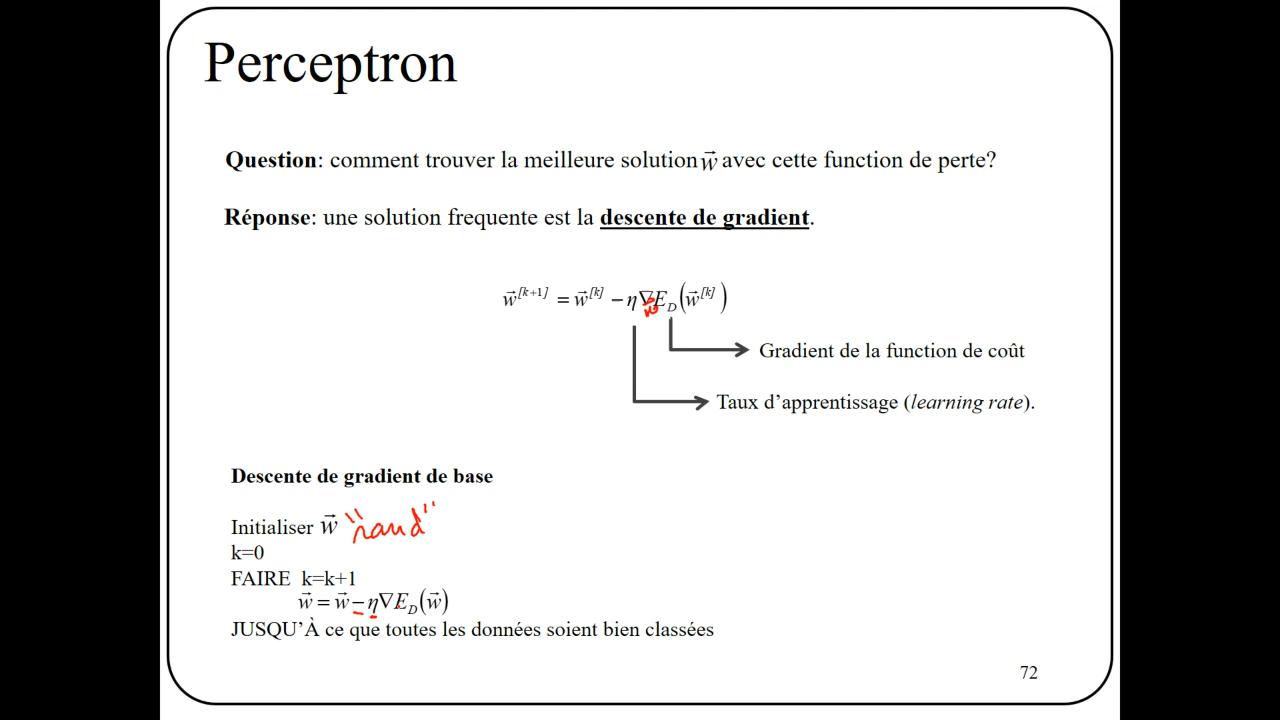 Perceptron
Question: comment trouver la meilleure solution w⃗ avec cette function de perte?
Réponse: une solution frequente est la descente de gradient.
w⃗^[k+1] = w⃗^[k] − η∇_w⃗ E_D(w⃗^[k])
Gradient de la function de coût
Taux d'apprentissage (learning rate).
Descente de gradient de base
Initialiser w⃗ "rand"
k=0
FAIRE k=k+1
w⃗ = w⃗ − η∇E_D(w⃗)
JUSQU'À ce que toutes les données soient bien classées
72